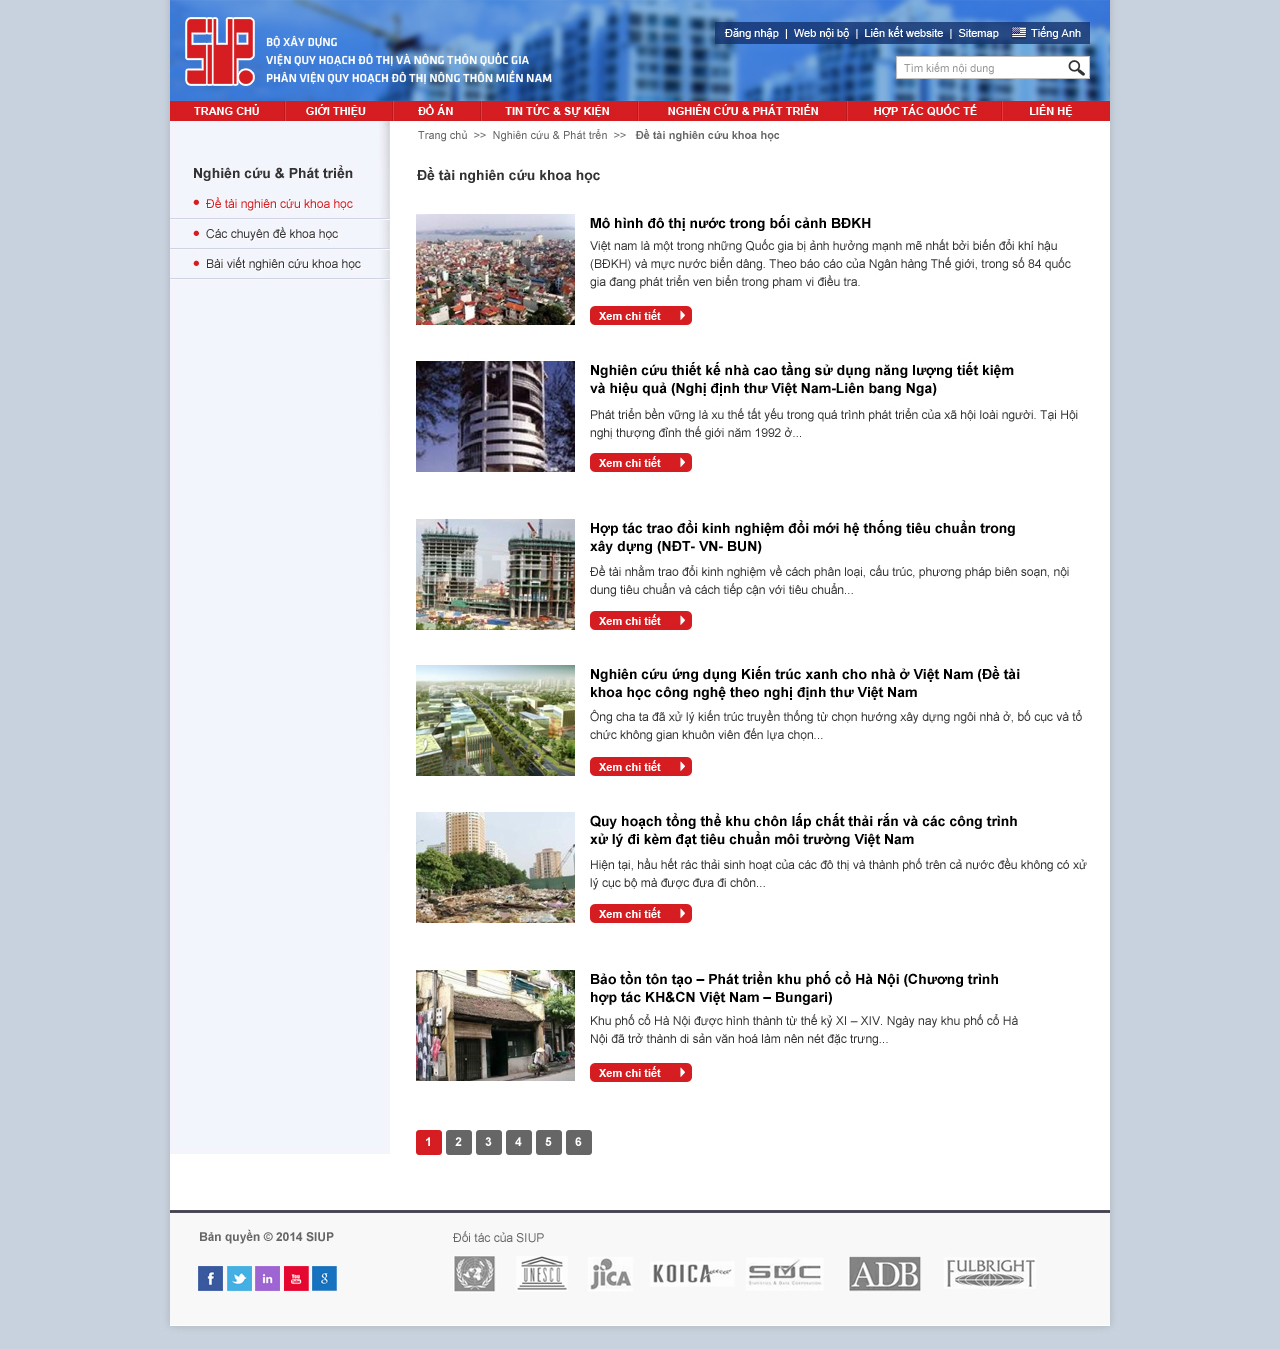 SIUP.
BỘ XÂY DỰNG
VIỆN QUY HOẠCH ĐÔ THỊ VÀ NÔNG THÔN QUỐC GIA
PHÂN VIỆN QUY HOẠCH ĐÔ THỊ NÔNG THÔN MIỀN NAM
Đăng nhập | Web nội bộ | Liên kết website | Sitemap Tiếng Anh
Tìm kiếm nội dung
TRANG CHỦ GIỚI THIỆU ĐỒ ÁN TIN TỨC & SỰ KIỆN NGHIÊN CỨU & PHÁT TRIỂN HỢP TÁC QUỐC TẾ LIÊN HỆ
Trang chủ >> Nghiên cứu & Phát trển >> Đề tài nghiên cứu khoa học
Nghiên cứu & Phát triển
Đề tài nghiên cứu khoa học
Các chuyên đề khoa học
Bài viết nghiên cứu khoa học
Đề tài nghiên cứu khoa học
Mô hình đô thị nước trong bối cảnh BĐKH
Việt nam là một trong những Quốc gia bị ảnh hưởng mạnh mẽ nhất bởi biến đổi khí hậu
(BĐKH) và mực nước biển dâng. Theo báo cáo của Ngân hàng Thế giới, trong số 84 quốc
gia đang phát triển ven biển trong phạm vi điều tra.
Xem chi tiết
Nghiên cứu thiết kế nhà cao tầng sử dụng năng lượng tiết kiệm
và hiệu quả (Nghị định thư Việt Nam-Liên bang Nga)
Phát triển bền vững là xu thế tất yếu trong quá trình phát triển của xã hội loài người. Tại Hội
nghị thượng đỉnh thế giới năm 1992 ở...
Xem chi tiết
Hợp tác trao đổi kinh nghiệm đổi mới hệ thống tiêu chuẩn trong
xây dựng (NĐT- VN- BUN)
Đề tài nhằm trao đổi kinh nghiệm về cách phân loại, cấu trúc, phương pháp biên soạn, nội
dung tiêu chuẩn và cách tiếp cận với tiêu chuẩn...
Xem chi tiết
Nghiên cứu ứng dụng Kiến trúc xanh cho nhà ở Việt Nam (Đề tài
khoa học công nghệ theo nghị định thư Việt Nam
Ông cha ta đã xử lý kiến trúc truyền thống từ chọn hướng xây dựng ngôi nhà ở, bố cục và tổ
chức không gian khuôn viên đến lựa chọn...
Xem chi tiết
Quy hoạch tổng thể khu chôn lấp chất thải rắn và các công trình
xử lý đi kèm đạt tiêu chuẩn môi trường Việt Nam
Hiện tại, hầu hết rác thải sinh hoạt của các đô thị và thành phố trên cả nước đều không có xử
lý cục bộ mà được đưa đi chôn...
Xem chi tiết
Bảo tồn tôn tạo – Phát triển khu phố cổ Hà Nội (Chương trình
hợp tác KH&CN Việt Nam – Bungari)
Khu phố cổ Hà Nội được hình thành từ thế kỷ XI – XIV. Ngày nay khu phố cổ Hà
Nội đã trở thành di sản văn hoá làm nên nét đặc trưng...
Xem chi tiết
1 2 3 4 5 6
Bản quyền © 2014 SIUP
Đối tác của SIUP
f in You Tube g
UNESCO JICA KOICA SDC ADB FULBRIGHT